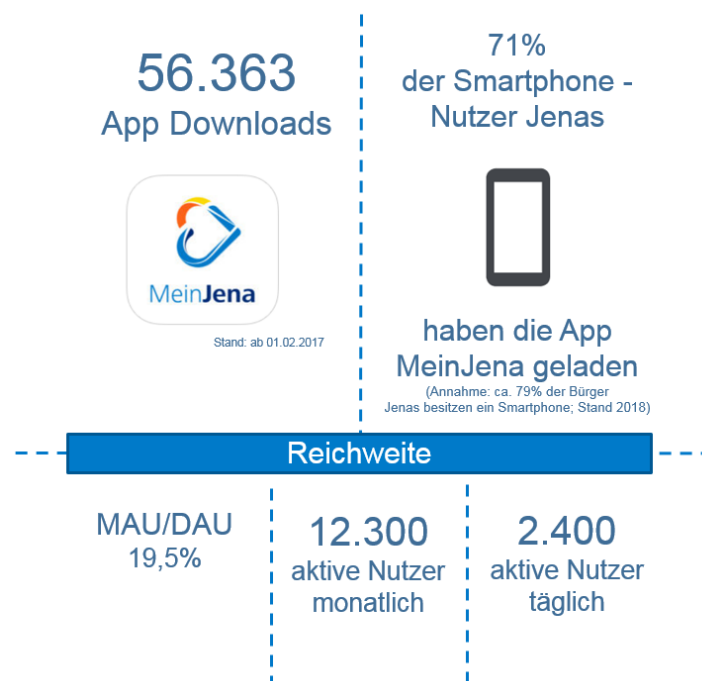 56.363
App Downloads
MeinJena
Stand: ab 01.02.2017
71%
der Smartphone -
Nutzer Jenas
haben die App
MeinJena geladen
(Annahme: ca. 79% der Bürger
Jenas besitzen ein Smartphone; Stand 2018)
Reichweite
MAU/DAU
19,5%
12.300
aktive Nutzer
monatlich
2.400
aktive Nutzer
täglich